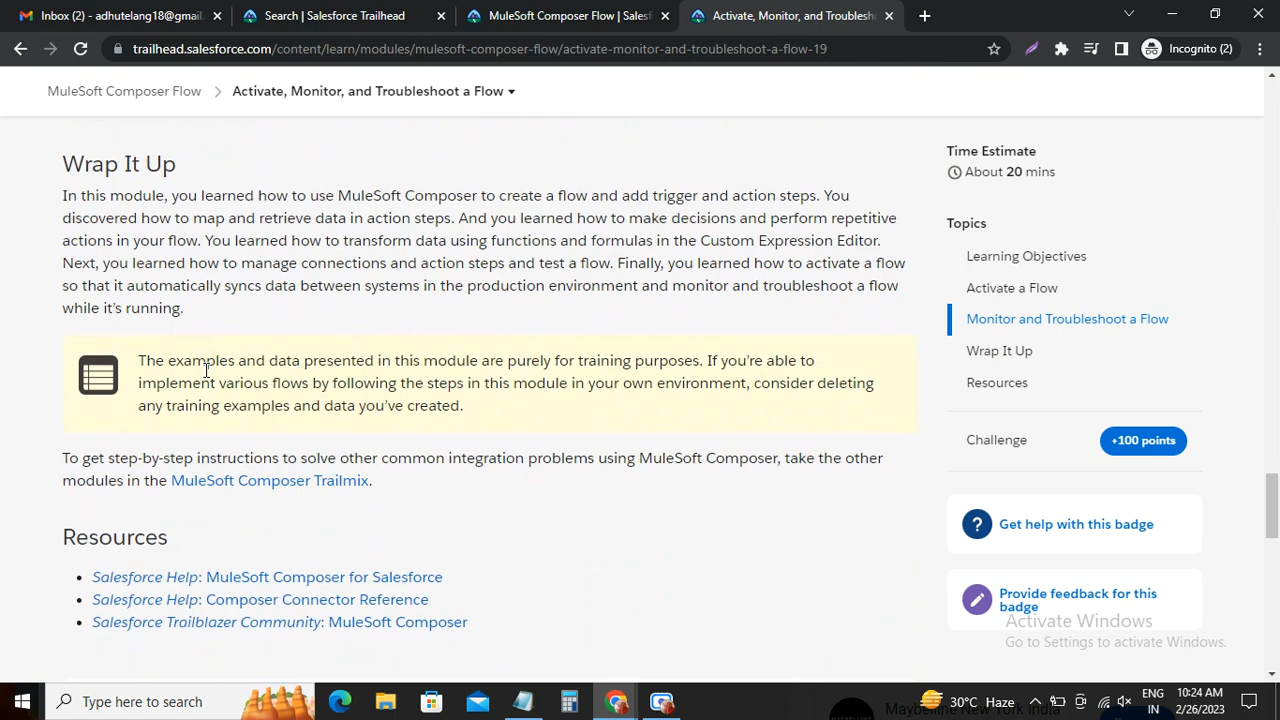 Inbox (2) - adhutelang18@gmail.
Search | Salesforce Trailhead
MuleSoft Composer Flow | Salesf
Activate, Monitor, and Troublesh
trailhead.salesforce.com/content/learn/modules/mulesoft-composer-flow/activate-monitor-and-troubleshoot-a-flow-19
Incognito (2)
MuleSoft Composer Flow
Activate, Monitor, and Troubleshoot a Flow
Wrap It Up
In this module, you learned how to use MuleSoft Composer to create a flow and add trigger and action steps. You
discovered how to map and retrieve data in action steps. And you learned how to make decisions and perform repetitive
actions in your flow. You learned how to transform data using functions and formulas in the Custom Expression Editor.
Next, you learned how to manage connections and action steps and test a flow. Finally, you learned how to activate a flow
so that it automatically syncs data between systems in the production environment and monitor and troubleshoot a flow
while it's running.
The examples and data presented in this module are purely for training purposes. If you're able to
implement various flows by following the steps in this module in your own environment, consider deleting
any training examples and data you've created.
To get step-by-step instructions to solve other common integration problems using MuleSoft Composer, take the other
modules in the MuleSoft Composer Trailmix.
Resources
Salesforce Help: MuleSoft Composer for Salesforce
Salesforce Help: Composer Connector Reference
Salesforce Trailblazer Community: MuleSoft Composer
Time Estimate
About 20 mins
Topics
Learning Objectives
Activate a Flow
Monitor and Troubleshoot a Flow
Wrap It Up
Resources
Challenge
+100 points
Get help with this badge
Provide feedback for this
badge
Activate Windows
Go to Settings to activate Windows.
Type here to search
30°C Haze
ENG
IN
10:24 AM
2/26/2023
Maybelline New York India